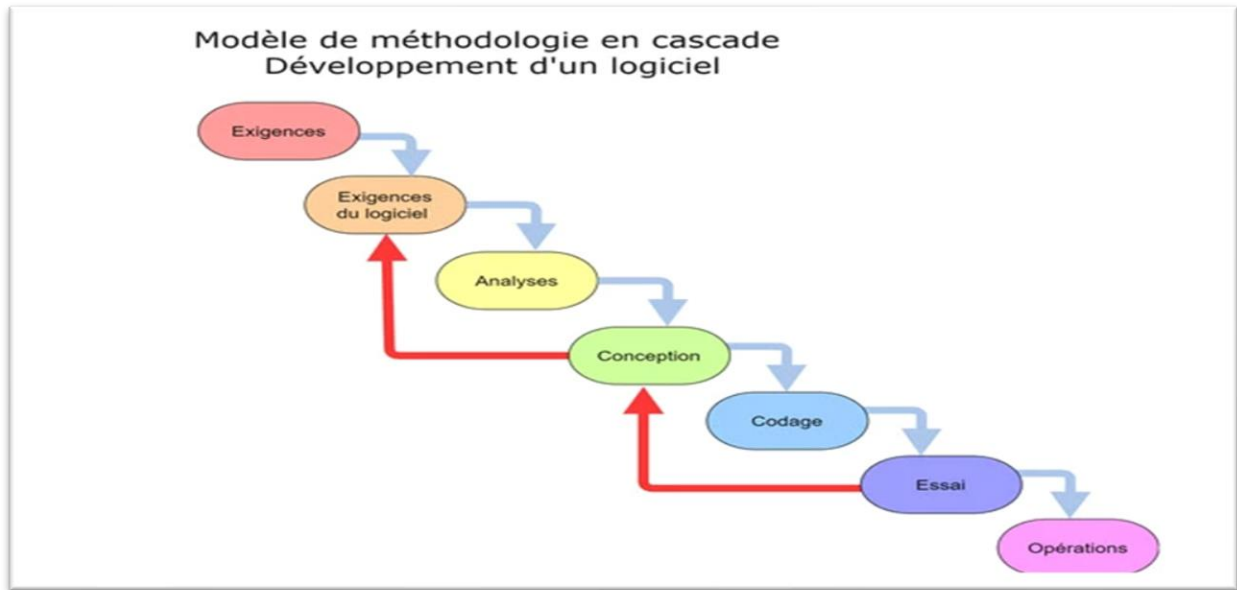 Modèle de méthodologie en cascade
Développement d'un logiciel
Exigences
Exigences
du logiciel
Analyses
Conception
Codage
Essai
Opérations